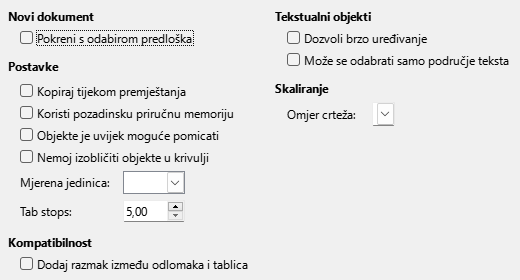 Novi dokument
Pokreni s odabirom predloška
Postavke
Kopiraj tijekom premještanja
Koristi pozadinsku priručnu memoriju
Objekte je uvijek moguće pomicati
Nemoj izobličiti objekte u krivulji
Mjerena jedinica:
Tab stops: 5,00
Kompatibilnost
Dodaj razmak između odlomaka i tablica
Tekstualni objekti
Dozvoli brzo uređivanje
Može se odabrati samo područje teksta
Skaliranje
Omjer crteža: